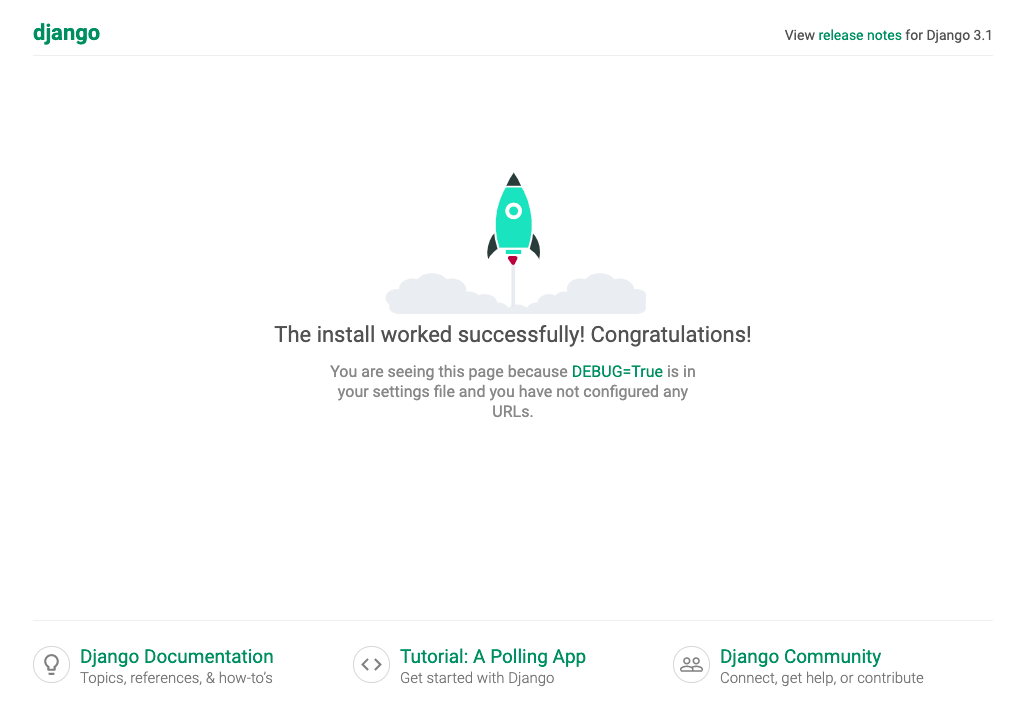 django
View release notes for Django 3.1
The install worked successfully! Congratulations!
You are seeing this page because DEBUG=True is in
your settings file and you have not configured any
URLs.
Django Documentation
Topics, references, & how-to's
Tutorial: A Polling App
Get started with Django
Django Community
Connect, get help, or contribute